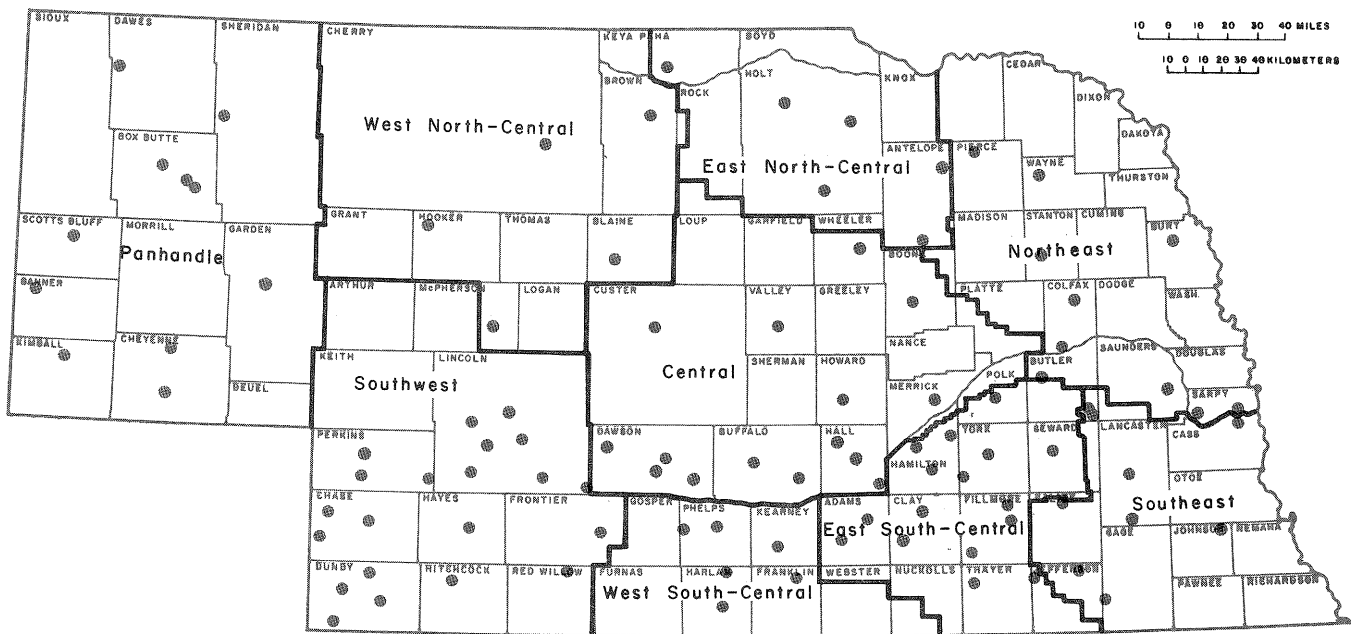 10 0 10 20 30 40 MILES
10 0 10 20 30 40 KILOMETERS
SIOUX
DAWES
SHERIDAN
CHERRY
KEYA PAHA
BOYD
BROWN
ROCK
HOLT
KNOX
CEDAR
DIXON
DAKOTA
West North-Central
East North-Central
BOX BUTTE
ANTELOPE
PIERCE
WAYNE
THURSTON
SCOTTS BLUFF
MORRILL
GARDEN
Panhandle
GRANT
HOOKER
THOMAS
BLAINE
LOUP
GARFIELD
WHEELER
MADISON
STANTON
CUMING
BURT
Northeast
BOONE
BANNER
ARTHUR
McPHERSON
LOGAN
CUSTER
VALLEY
GREELEY
PLATTE
COLFAX
DODGE
WASH.
KIMBALL
CHEYENNE
NANCE
DEUEL
KEITH
LINCOLN
Southwest
Central
SHERMAN
HOWARD
MERRICK
POLK
BUTLER
SAUNDERS
DOUGLAS
SARPY
PERKINS
DAWSON
BUFFALO
HALL
HAMILTON
YORK
SEWARD
LANCASTER
CASS
OTOE
Southeast
CHASE
HAYES
FRONTIER
GOSPER
PHELPS
KEARNEY
ADAMS
CLAY
FILLMORE
East South-Central
GAGE
JOHNSON
NEMAHA
DUNDY
HITCHCOCK
RED WILLOW
FURNAS
HARLAN
FRANKLIN
WEBSTER
NUCKOLLS
THAYER
JEFFERSON
West South-Central
PAWNEE
RICHARDSON